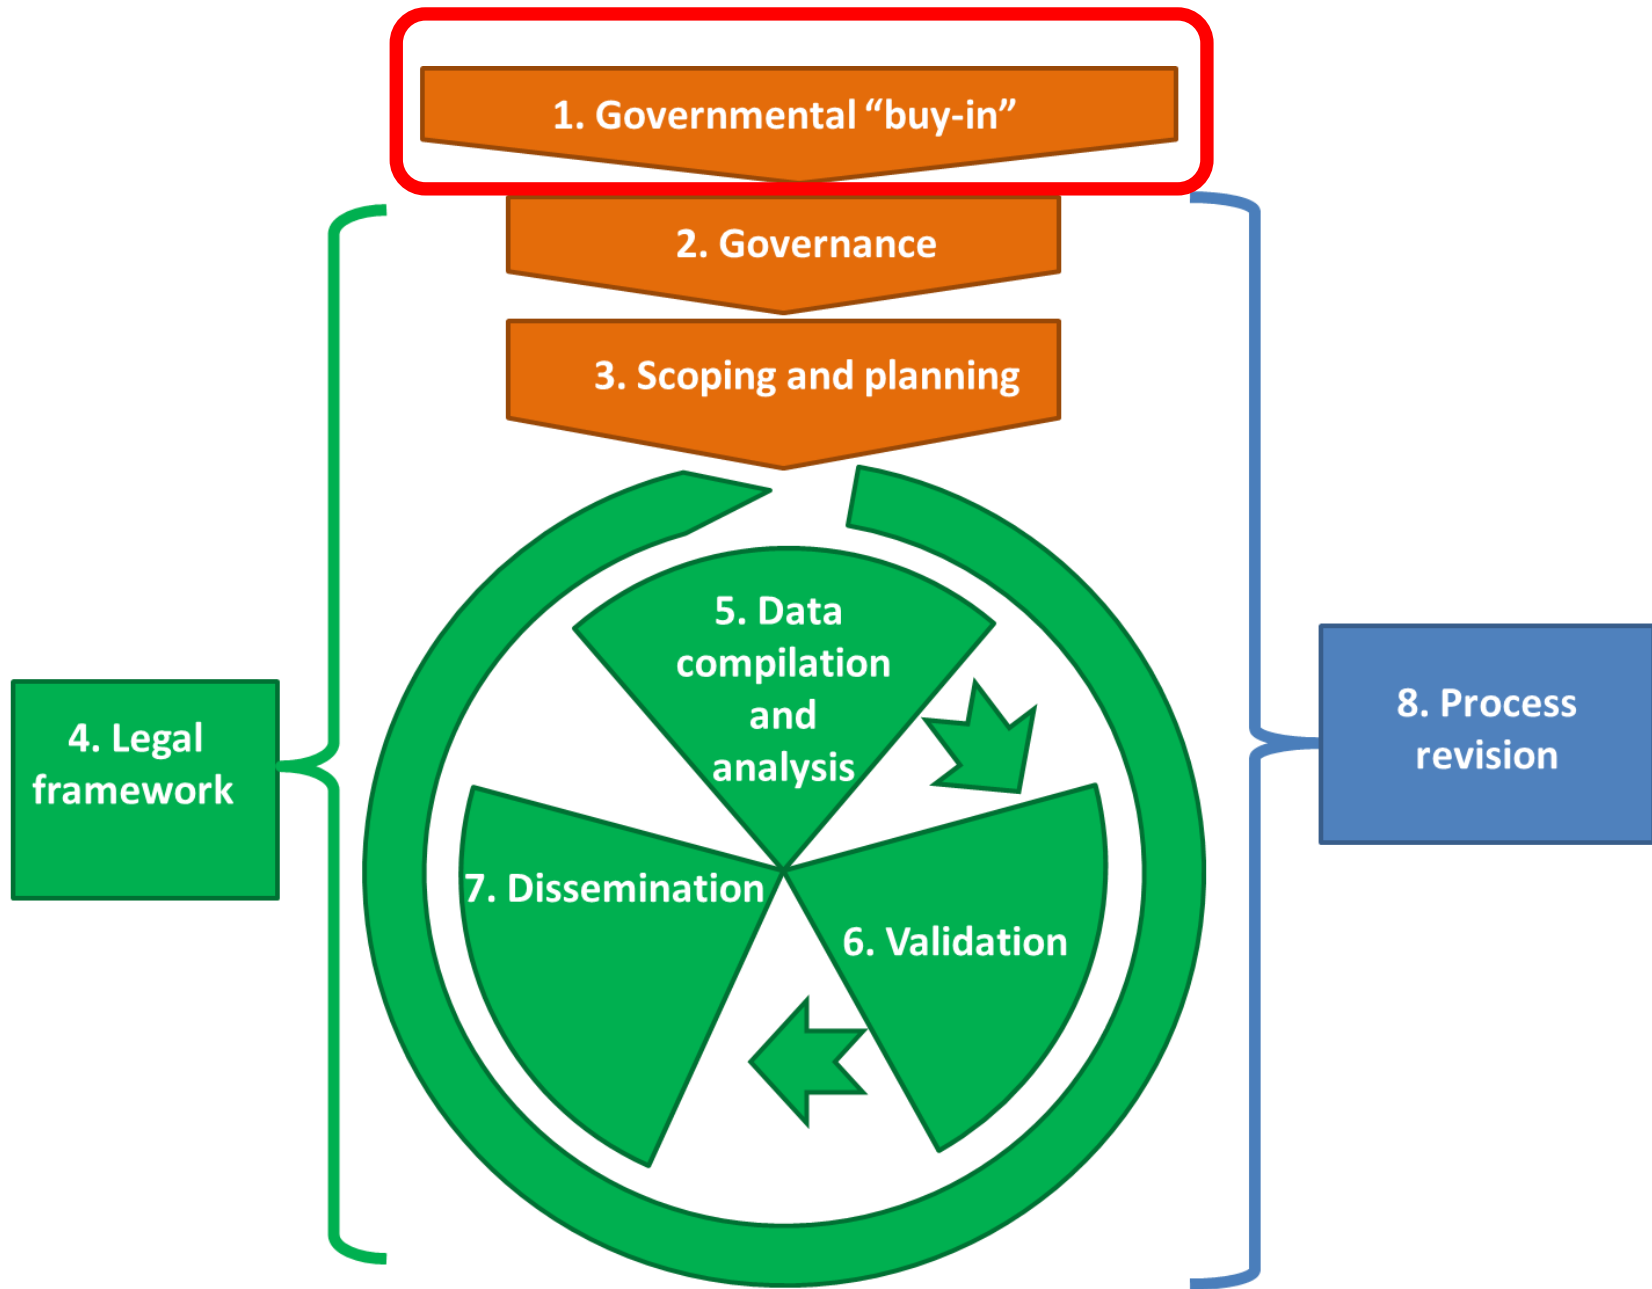 1. Governmental “buy-in”
2. Governance
3. Scoping and planning
4. Legal
framework
5. Data
compilation
and
analysis
6. Validation
7. Dissemination
8. Process
revision